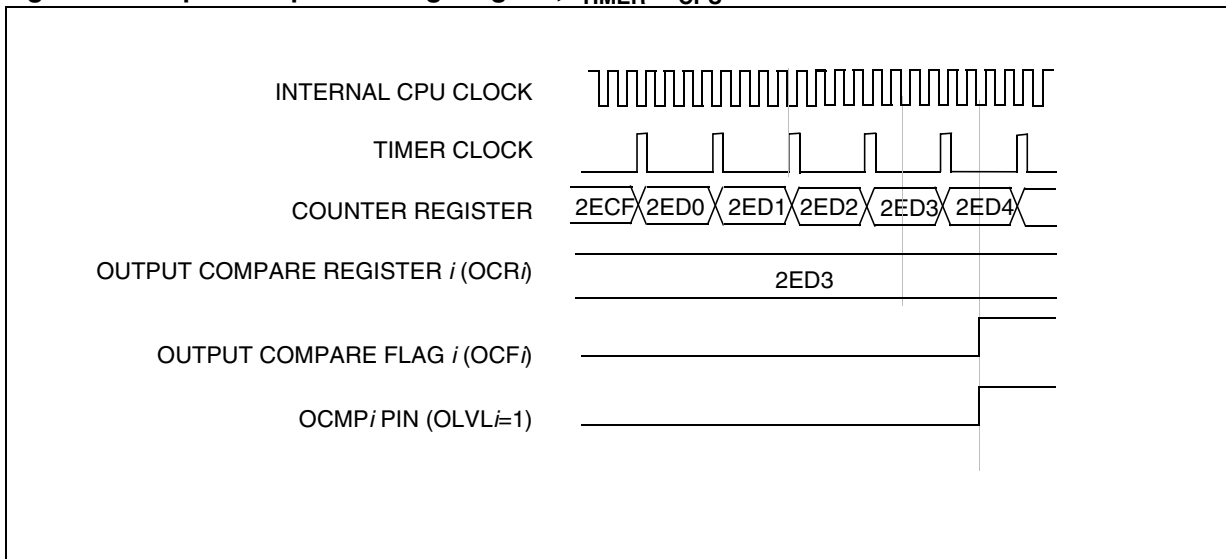 TIMER
INTERNAL CPU CLOCK
TIMER CLOCK
COUNTER REGISTER 2ECF 2ED0 2ED1 2ED2 2ED3 2ED4
OUTPUT COMPARE REGISTER i (OCRi)
2ED3
OUTPUT COMPARE FLAG i (OCFi)
OCMPi PIN (OLVLi=1)